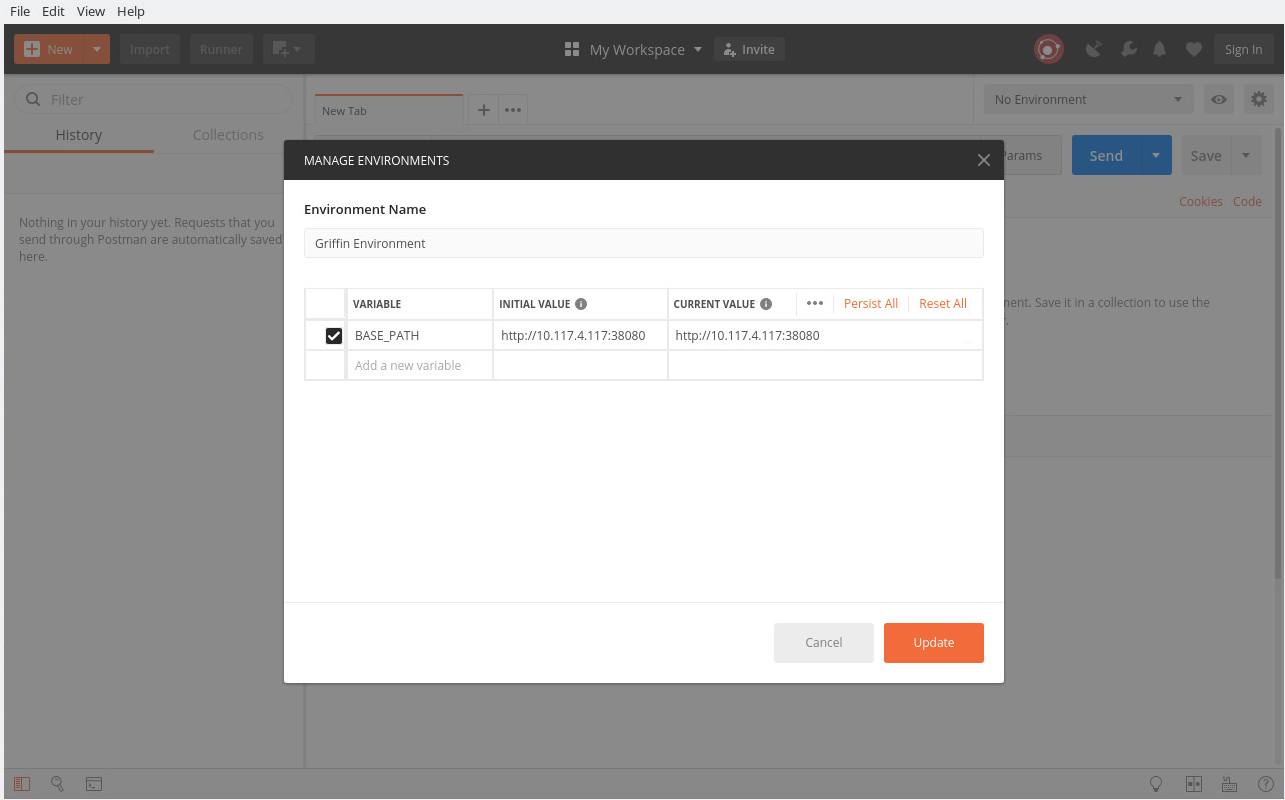 File Edit View Help
New Import Runner My Workspace Invite Sign In
Filter
History Collections
Nothing in your history yet. Requests that you
send through Postman are automatically saved
here.
New Tab
No Environment
Params Send Save
Cookies Code
MANAGE ENVIRONMENTS
Environment Name
Griffin Environment
VARIABLE INITIAL VALUE CURRENT VALUE Persist All Reset All
BASE_PATH http://10.117.4.117:38080 http://10.117.4.117:38080
Add a new variable
Save it in a collection to use the
Cancel Update